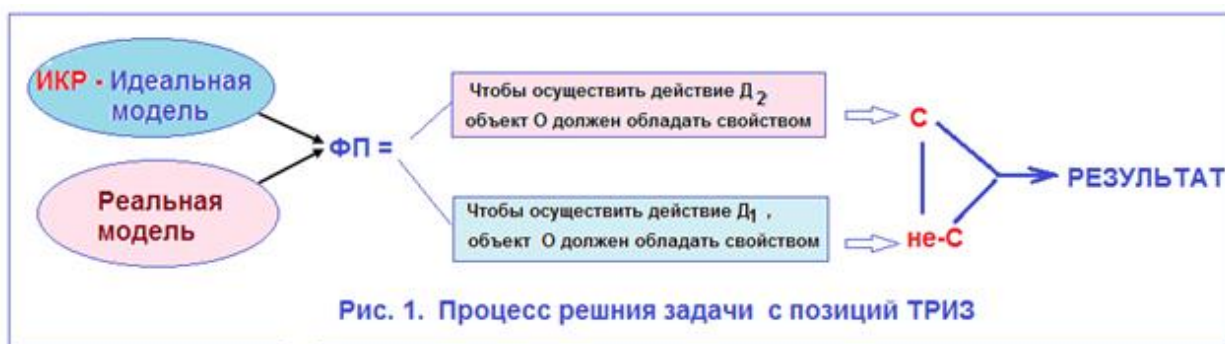 ИКР - Идеальная
модель
Реальная
модель
ФП =
Чтобы осуществить действие Д2
объект О должен обладать свойством
С
Чтобы осуществить действие Д1 ,
объект О должен обладать свойством
не-С
РЕЗУЛЬТАТ
Рис. 1. Процесс решния задачи с позиций ТРИЗ